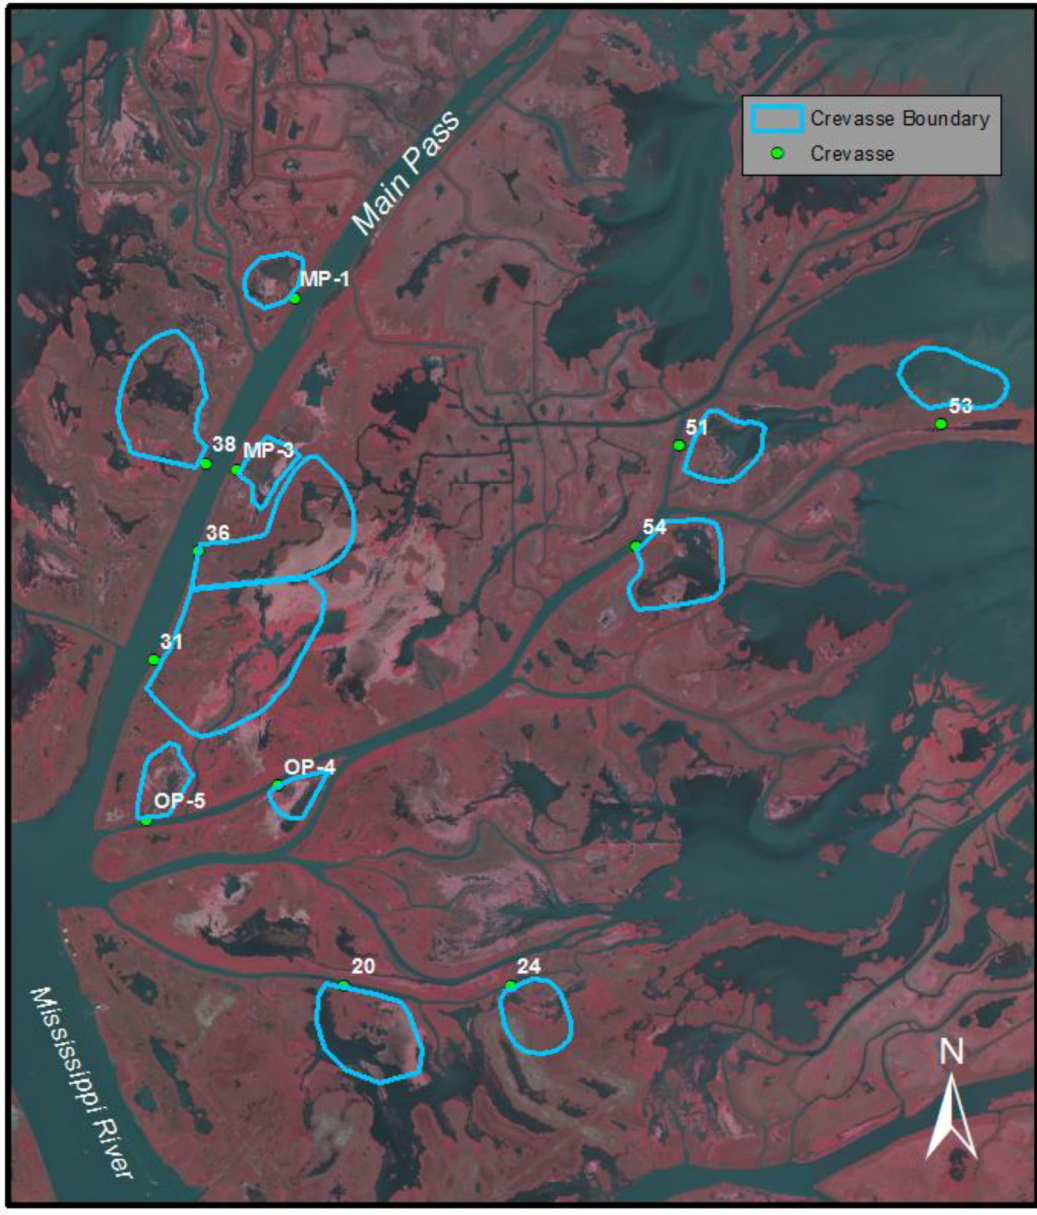 Crevasse Boundary
Crevasse
Main Pass
MP-1
53
51
38
MP-3
54
36
31
OP-4
OP-5
20
24
N
Mississippi River